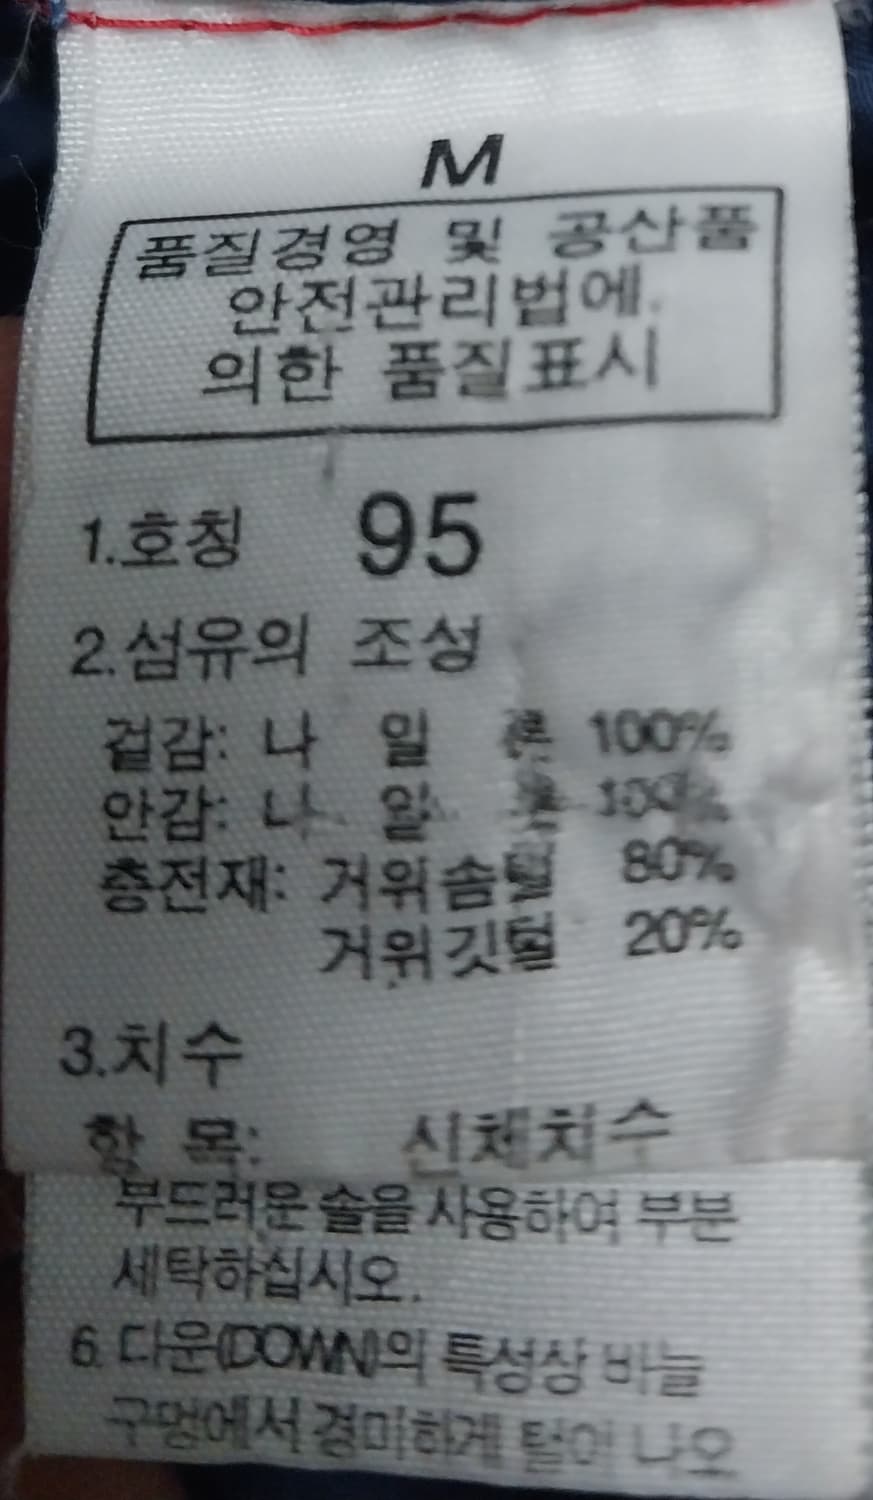 M
품질경영 및 공산품
안전관리법에
의한 품질표시
1.호칭 95
2.섬유의 조성
겉감: 나 일 론 100%
안감: 나 일 론 100%
충전재: 거위솜털 80%
거위깃털 20%
3.치수
항 목: 신체치수
부드러운 솔을 사용하여 부분
세탁하십시오.
6. 다운(DOWN)의 특성상 바늘
구멍에서 경미하게 털이 나오